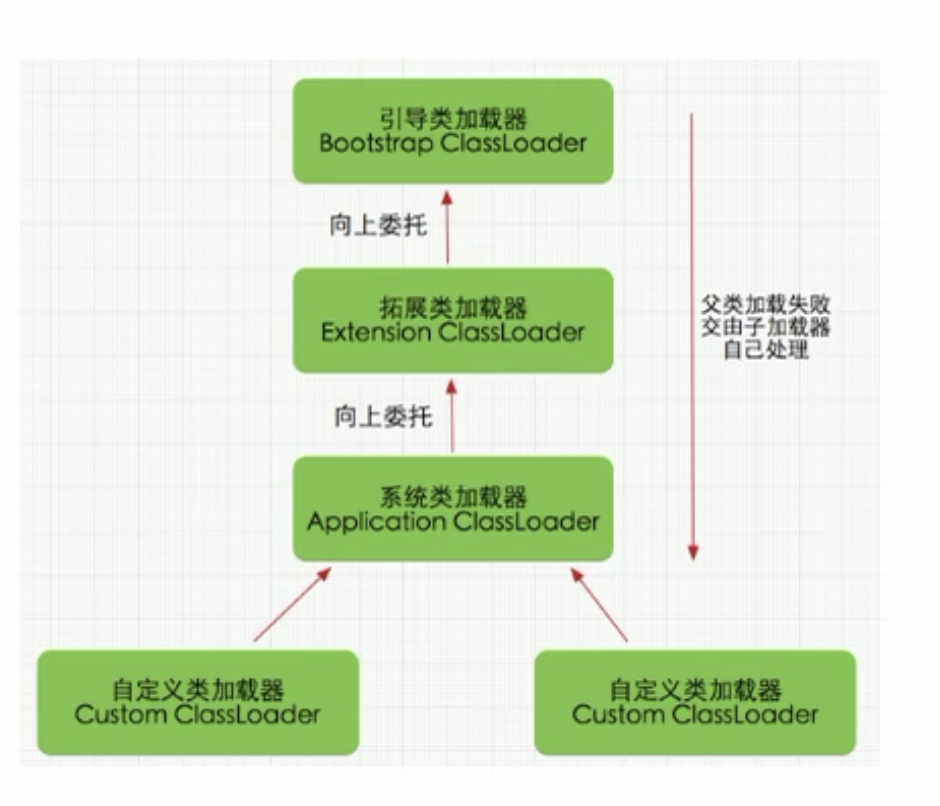 引导类加载器
Bootstrap ClassLoader
向上委托
拓展类加载器
Extension ClassLoader
父类加载失败
交由子加载器
自己处理
向上委托
系统类加载器
Application ClassLoader
自定义类加载器
Custom ClassLoader
自定义类加载器
Custom ClassLoader